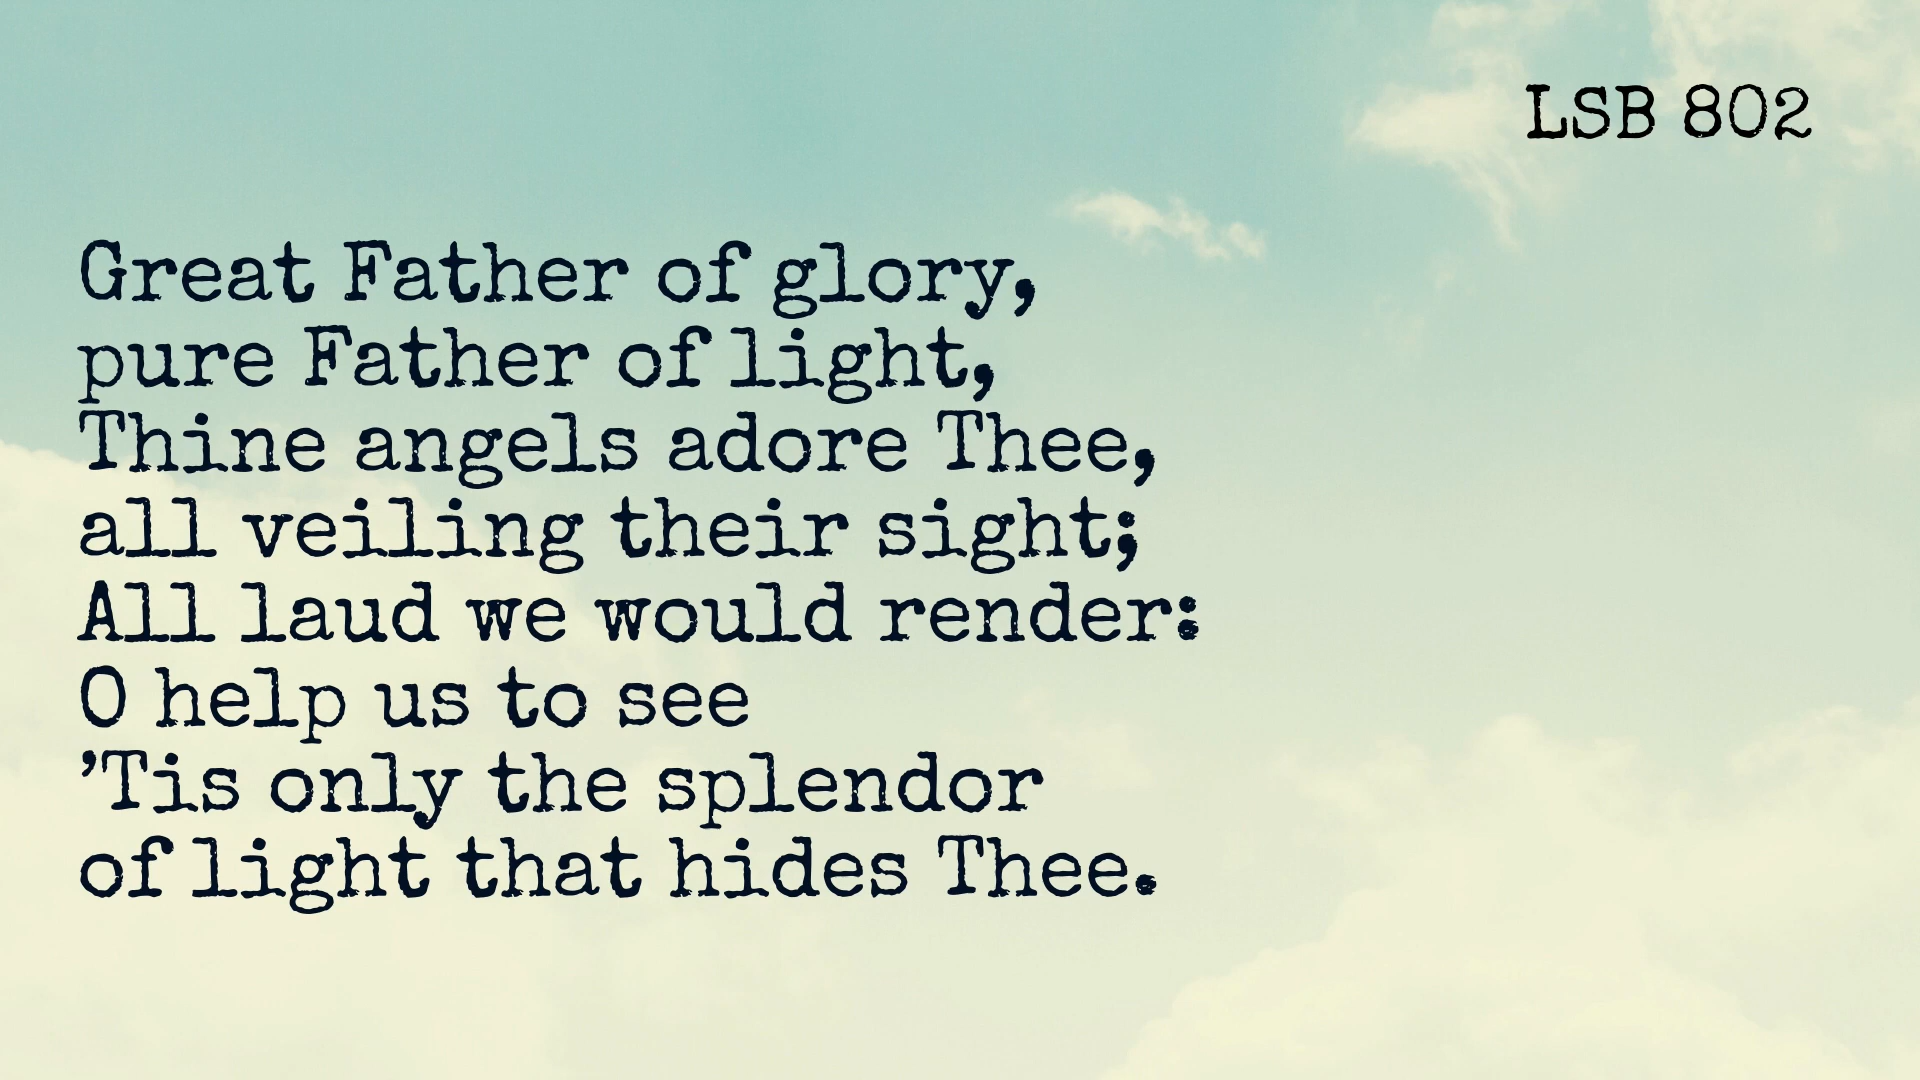 LSB 802
Great Father of glory,
pure Father of light,
Thine angels adore Thee,
all veiling their sight;
All laud we would render:
O help us to see
’Tis only the splendor
of light that hides Thee.